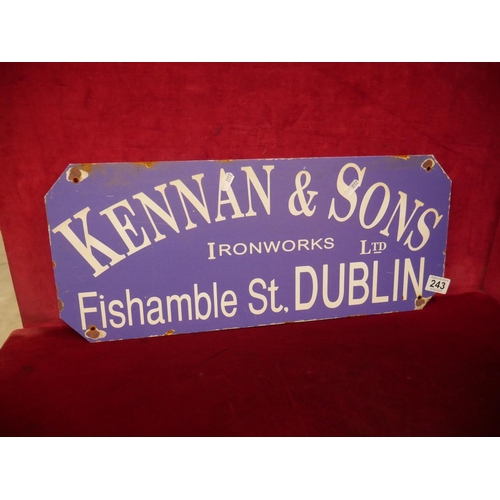 KENNAN & SONS
IRONWORKS LTD
Fishamble St, DUBLIN
243